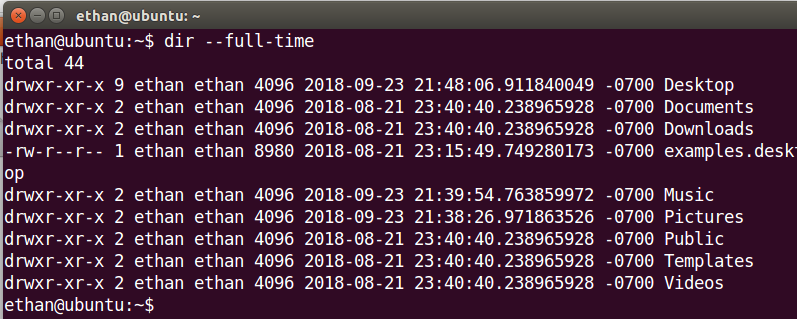 ethan@ubuntu: ~
ethan@ubuntu:~$ dir --full-time
total 44
drwxr-xr-x 9 ethan ethan 4096 2018-09-23 21:48:06.911840049 -0700 Desktop
drwxr-xr-x 2 ethan ethan 4096 2018-08-21 23:40:40.238965928 -0700 Documents
drwxr-xr-x 2 ethan ethan 4096 2018-08-21 23:40:40.238965928 -0700 Downloads
-rw-r--r-- 1 ethan ethan 8980 2018-08-21 23:15:49.749280173 -0700 examples.deskt
op
drwxr-xr-x 2 ethan ethan 4096 2018-09-23 21:39:54.763859972 -0700 Music
drwxr-xr-x 2 ethan ethan 4096 2018-09-23 21:38:26.971863526 -0700 Pictures
drwxr-xr-x 2 ethan ethan 4096 2018-08-21 23:40:40.238965928 -0700 Public
drwxr-xr-x 2 ethan ethan 4096 2018-08-21 23:40:40.238965928 -0700 Templates
drwxr-xr-x 2 ethan ethan 4096 2018-08-21 23:40:40.238965928 -0700 Videos
ethan@ubuntu:~$